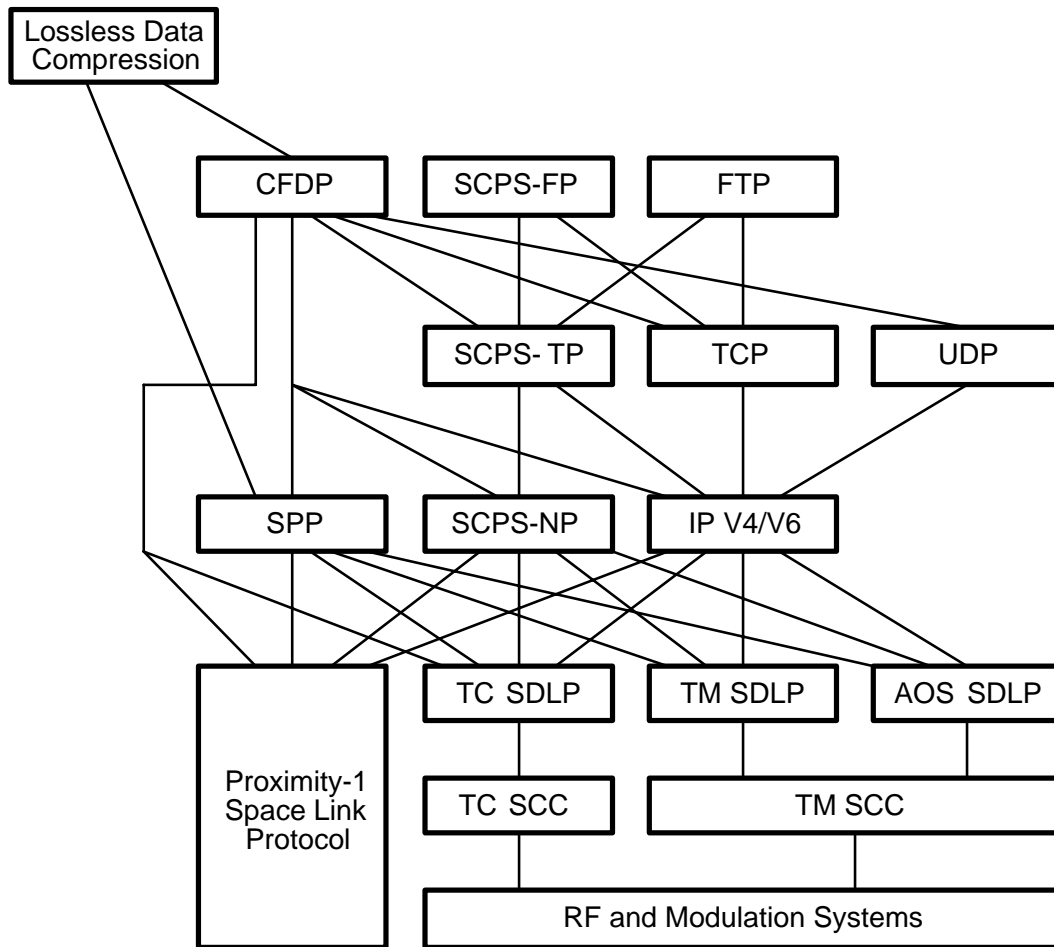 Lossless Data
Compression
CFDP
SCPS-FP
FTP
SCPS- TP
TCP
UDP
SPP
SCPS-NP
IP V4/V6
TC SDLP
TM SDLP
AOS SDLP
Proximity-1
Space Link
Protocol
TC SCC
TM SCC
RF and Modulation Systems